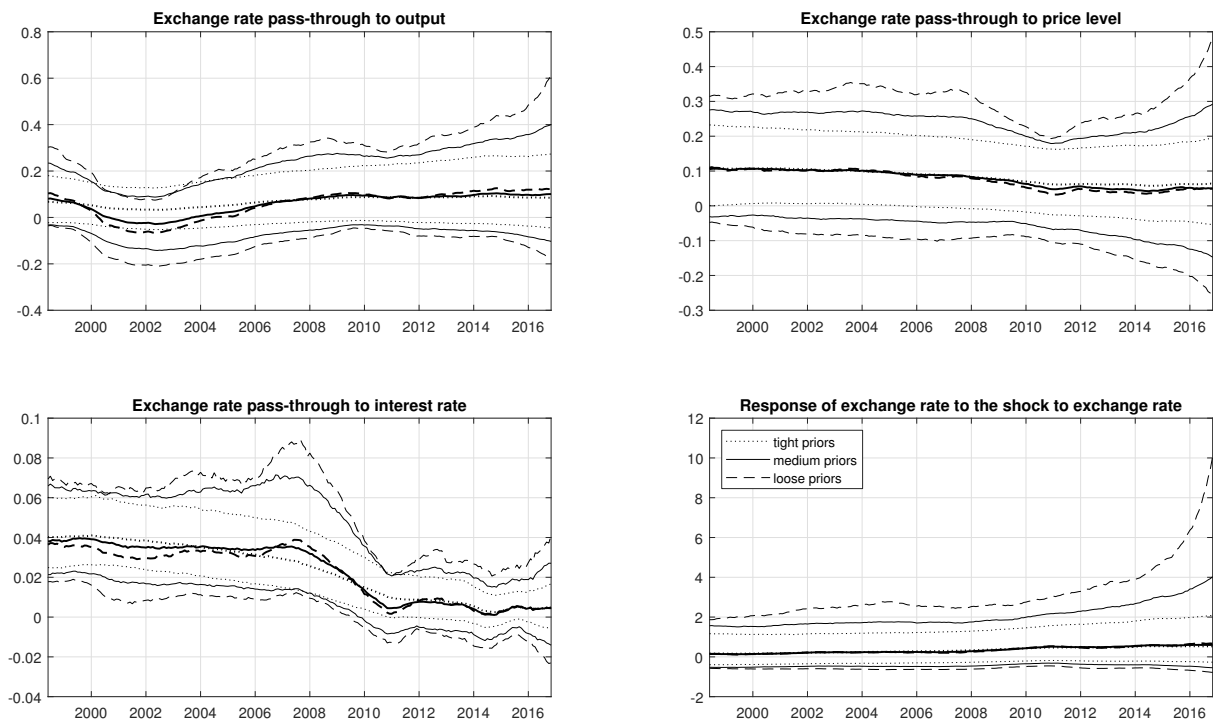 Exchange rate pass-through to output
0.8
0.6
0.4
0.2
0
-0.2
-0.4
2000 2002 2004 2006 2008 2010 2012 2014 2016
Exchange rate pass-through to price level
0.5
0.4
0.3
0.2
0.1
0
-0.1
-0.2
-0.3
2000 2002 2004 2006 2008 2010 2012 2014 2016
Exchange rate pass-through to interest rate
0.1
0.08
0.06
0.04
0.02
0
-0.02
-0.04
2000 2002 2004 2006 2008 2010 2012 2014 2016
Response of exchange rate to the shock to exchange rate
12
10
8
6
4
2
0
-2
tight priors
medium priors
loose priors
2000 2002 2004 2006 2008 2010 2012 2014 2016